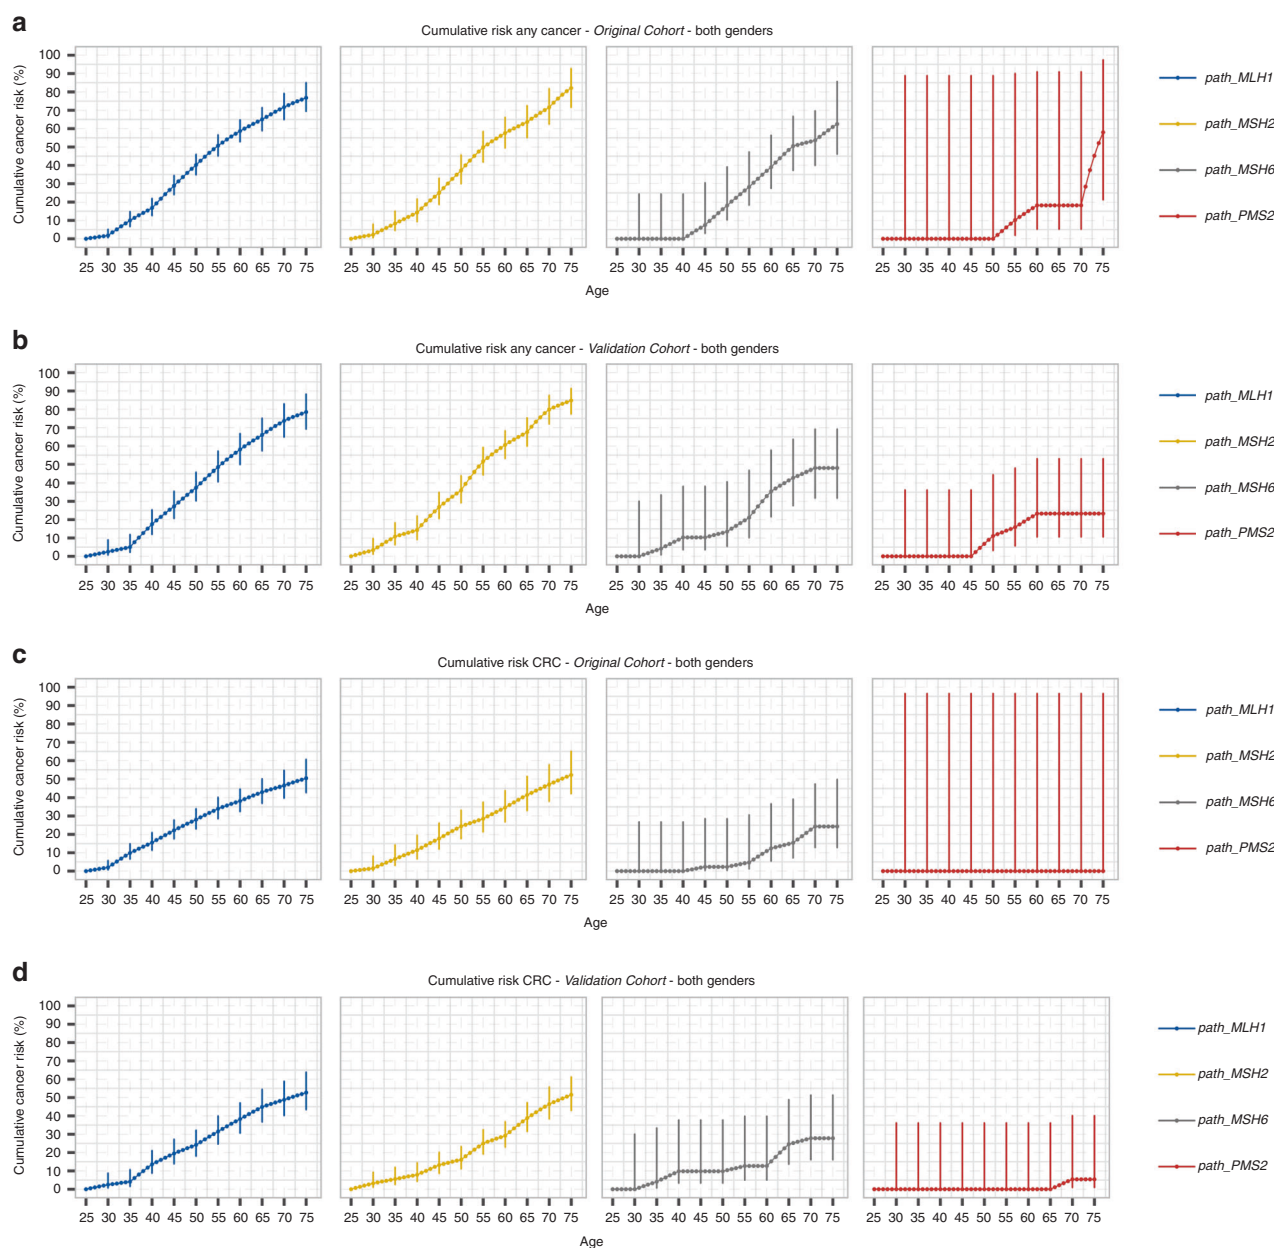 a
Cumulative risk any cancer - Original Cohort - both genders
Cumulative cancer risk (%)
100
90
80
70
60
50
40
30
20
10
0
25 30 35 40 45 50 55 60 65 70 75 25 30 35 40 45 50 55 60 65 70 75 25 30 35 40 45 50 55 60 65 70 75 25 30 35 40 45 50 55 60 65 70 75
Age
path_MLH1
path_MSH2
path_MSH6
path_PMS2
b
Cumulative risk any cancer - Validation Cohort - both genders
Cumulative cancer risk (%)
100
90
80
70
60
50
40
30
20
10
0
25 30 35 40 45 50 55 60 65 70 75 25 30 35 40 45 50 55 60 65 70 75 25 30 35 40 45 50 55 60 65 70 75 25 30 35 40 45 50 55 60 65 70 75
Age
path_MLH1
path_MSH2
path_MSH6
path_PMS2
c
Cumulative risk CRC - Original Cohort - both genders
Cumulative cancer risk (%)
100
90
80
70
60
50
40
30
20
10
0
25 30 35 40 45 50 55 60 65 70 75 25 30 35 40 45 50 55 60 65 70 75 25 30 35 40 45 50 55 60 65 70 75 25 30 35 40 45 50 55 60 65 70 75
Age
path_MLH1
path_MSH2
path_MSH6
path_PMS2
d
Cumulative risk CRC - Validation Cohort - both genders
Cumulative cancer risk (%)
100
90
80
70
60
50
40
30
20
10
0
25 30 35 40 45 50 55 60 65 70 75 25 30 35 40 45 50 55 60 65 70 75 25 30 35 40 45 50 55 60 65 70 75 25 30 35 40 45 50 55 60 65 70 75
Age
path_MLH1
path_MSH2
path_MSH6
path_PMS2